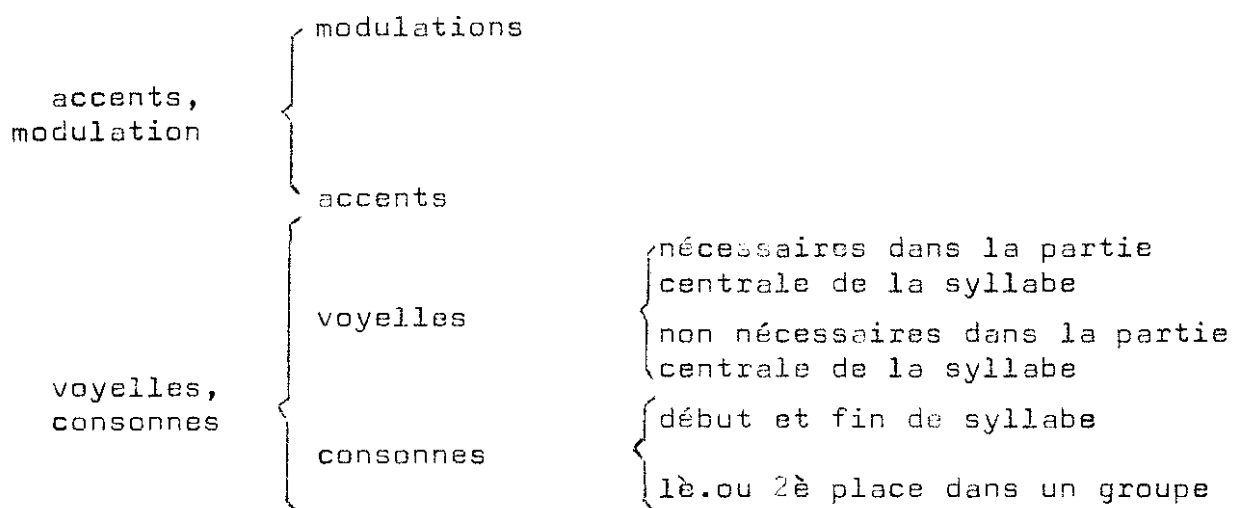 modulations
accents,
modulation
accents
nécessaires dans la partie
centrale de la syllabe
voyelles
non nécessaires dans la partie
centrale de la syllabe
voyelles,
consonnes
début et fin de syllabe
consonnes
1è.ou 2è place dans un groupe